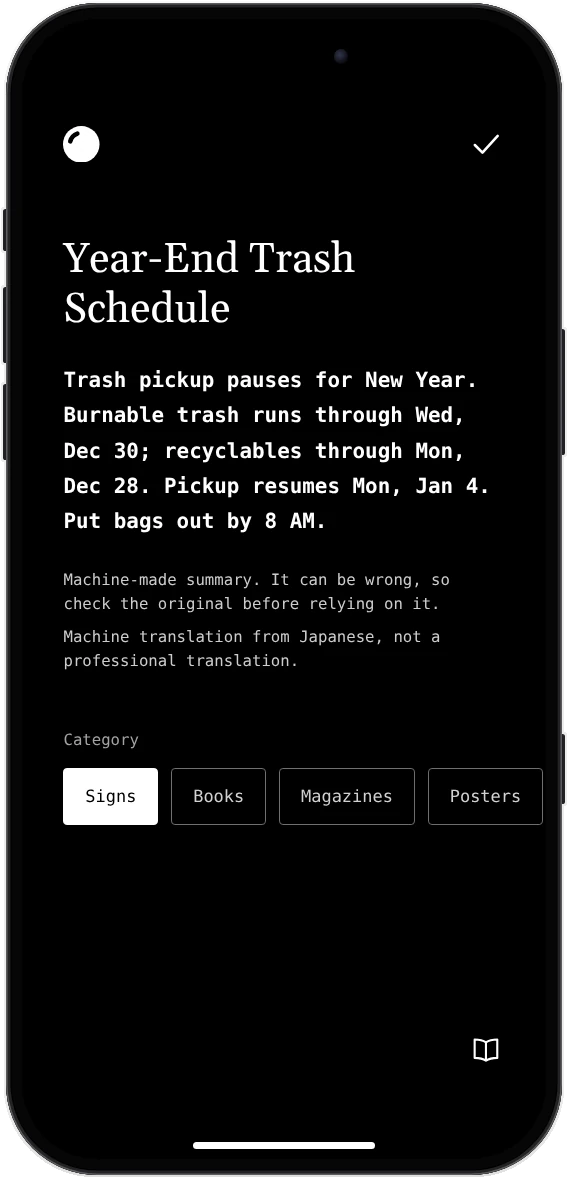 Year-End Trash
Schedule
Trash pickup pauses for New Year.
Burnable trash runs through Wed,
Dec 30; recyclables through Mon,
Dec 28. Pickup resumes Mon, Jan 4.
Put bags out by 8 AM.
Machine-made summary. It can be wrong, so
check the original before relying on it.
Machine translation from Japanese, not a
professional translation.
Category
Signs Books Magazines Posters